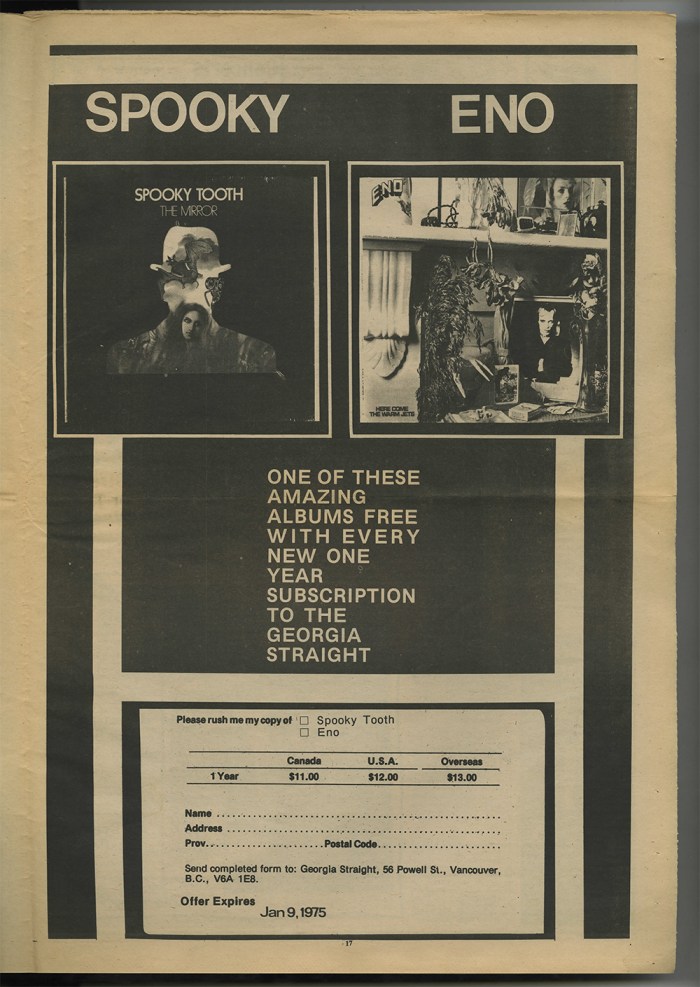 SPOOKY ENO
SPOOKY TOOTH
THE MIRROR
ENO
HERE COME
THE WARM JETS
ONE OF THESE
AMAZING
ALBUMS FREE
WITH EVERY
NEW ONE
YEAR
SUBSCRIPTION
TO THE
GEORGIA
STRAIGHT
Please rush me my copy of □ Spooky Tooth
□ Eno
Canada U.S.A. Overseas
1 Year $11.00 $12.00 $13.00
Name
Address
Prov. Postal Code
Send completed form to: Georgia Straight, 56 Powell St., Vancouver,
B.C., V6A 1E8.
Offer Expires
Jan 9, 1975
17